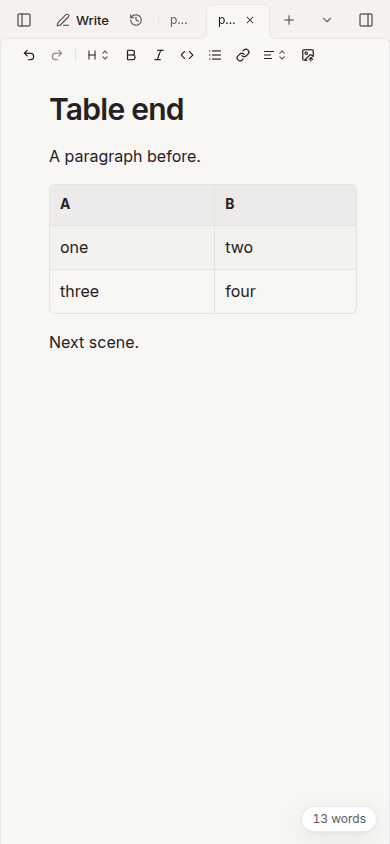 Write
p...
p...
H
B
I
Table end
A paragraph before.
A B
one two
three four
Next scene.
13 words